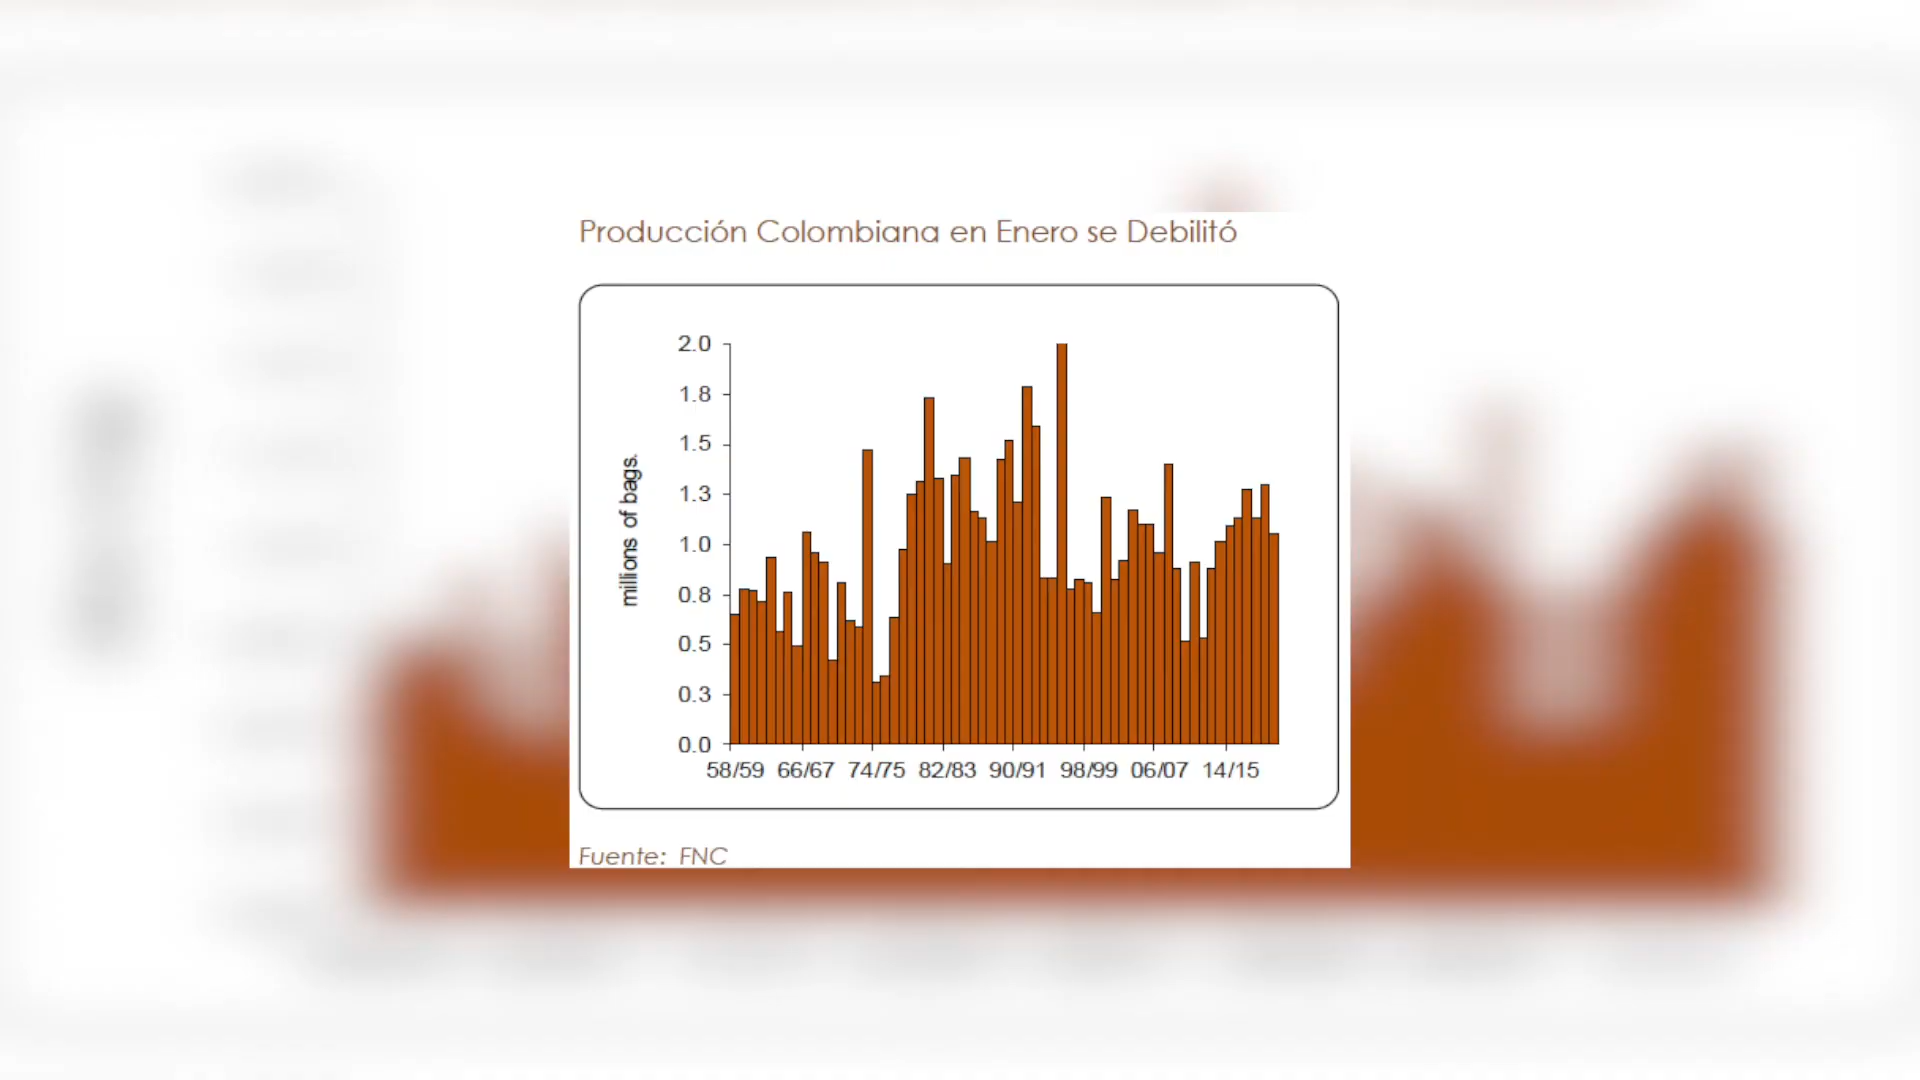 Producción Colombiana en Enero se Debilitó
millions of bags.
2.0
1.8
1.5
1.3
1.0
0.8
0.5
0.3
0.0
58/59 66/67 74/75 82/83 90/91 98/99 06/07 14/15
Fuente: FNC